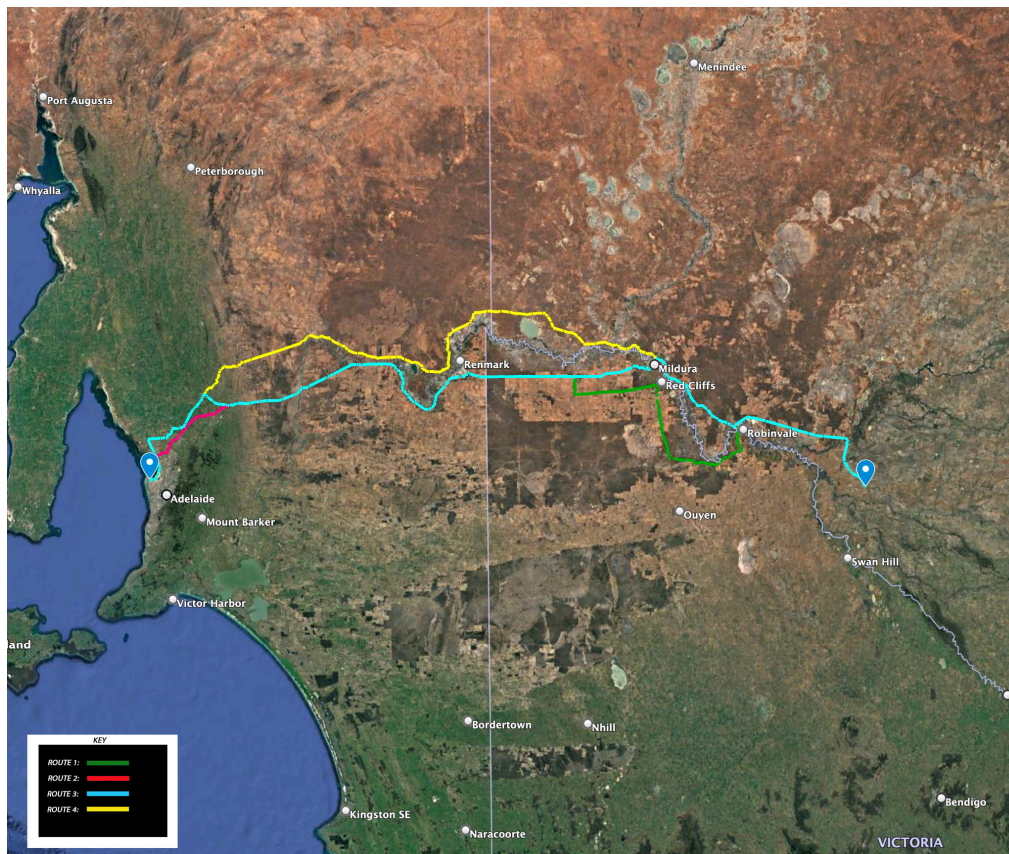 Menindee
Port Augusta
Peterborough
Whyalla
Renmark
Mildura
Red Cliffs
Robinvale
Adelaide
Mount Barker
Ouyen
Swan Hill
Victor Harbor
land
Bordertown
Nhill
KEY
ROUTE 1:
ROUTE 2:
ROUTE 3:
ROUTE 4:
Kingston SE
Bendigo
Naracoorte
VICTORIA